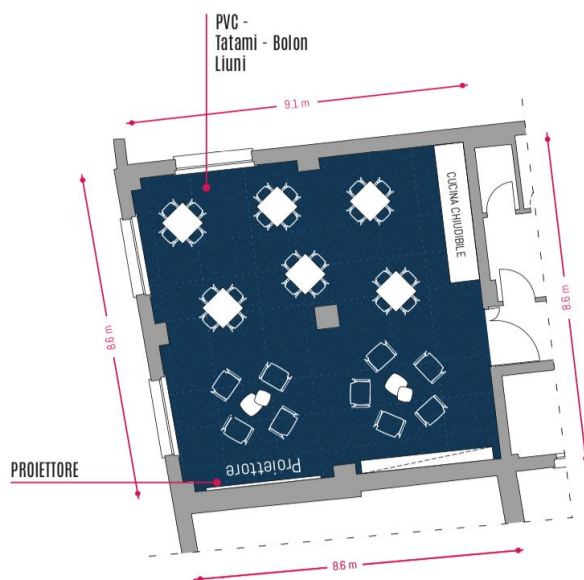 PVC -
Tatami - Bolon
Liuni
9.1 m
CUCINA CHIUDIBILE
8.6 m
8.6 m
Proiettore
PROIETTORE
8.6 m